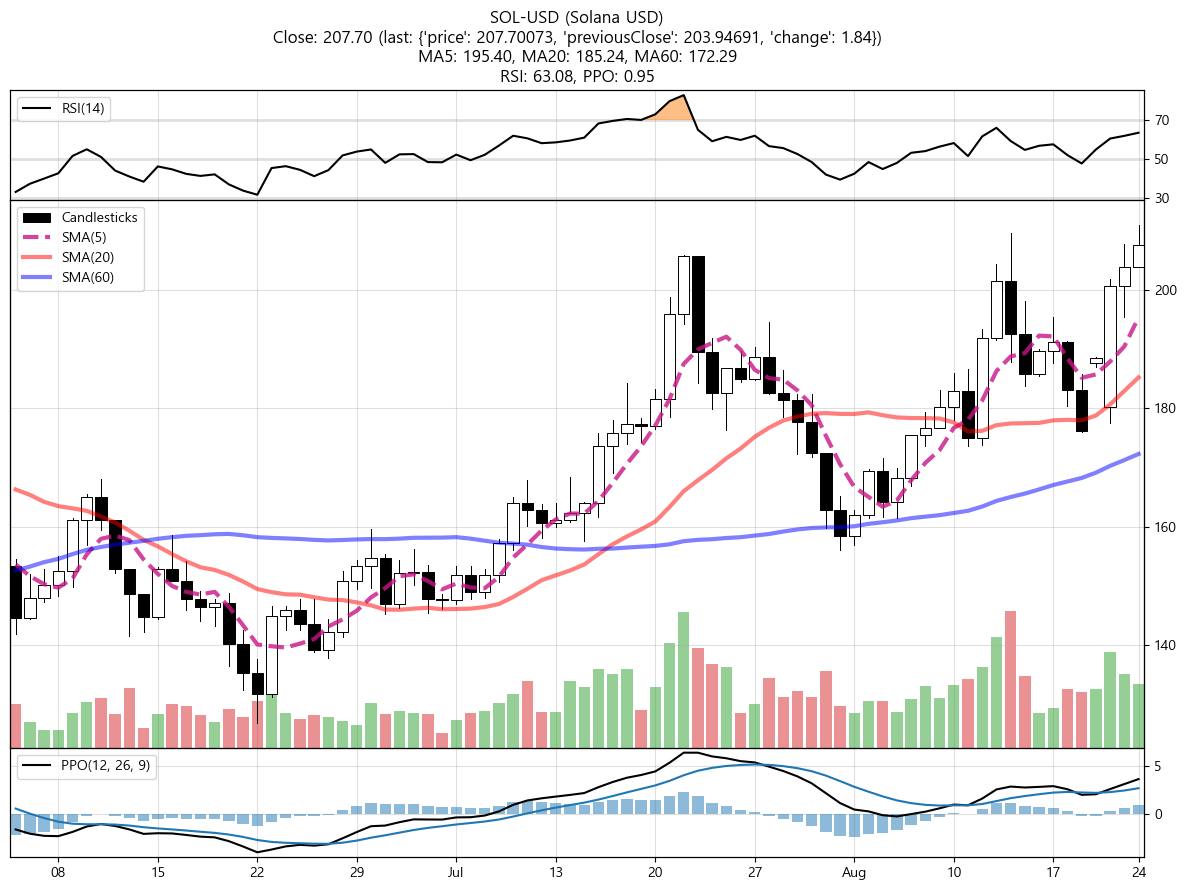 SOL-USD (Solana USD)
Close: 207.70 (last: {'price': 207.70073, 'previousClose': 203.94691, 'change': 1.84})
MA5: 195.40, MA20: 185.24, MA60: 172.29
RSI: 63.08, PPO: 0.95
RSI(14)
70
50
30
Candlesticks
SMA(5)
SMA(20)
SMA(60)
200
180
160
140
PPO(12, 26, 9)
5
0
08 15 22 29 Jul 13 20 27 Aug 10 17 24